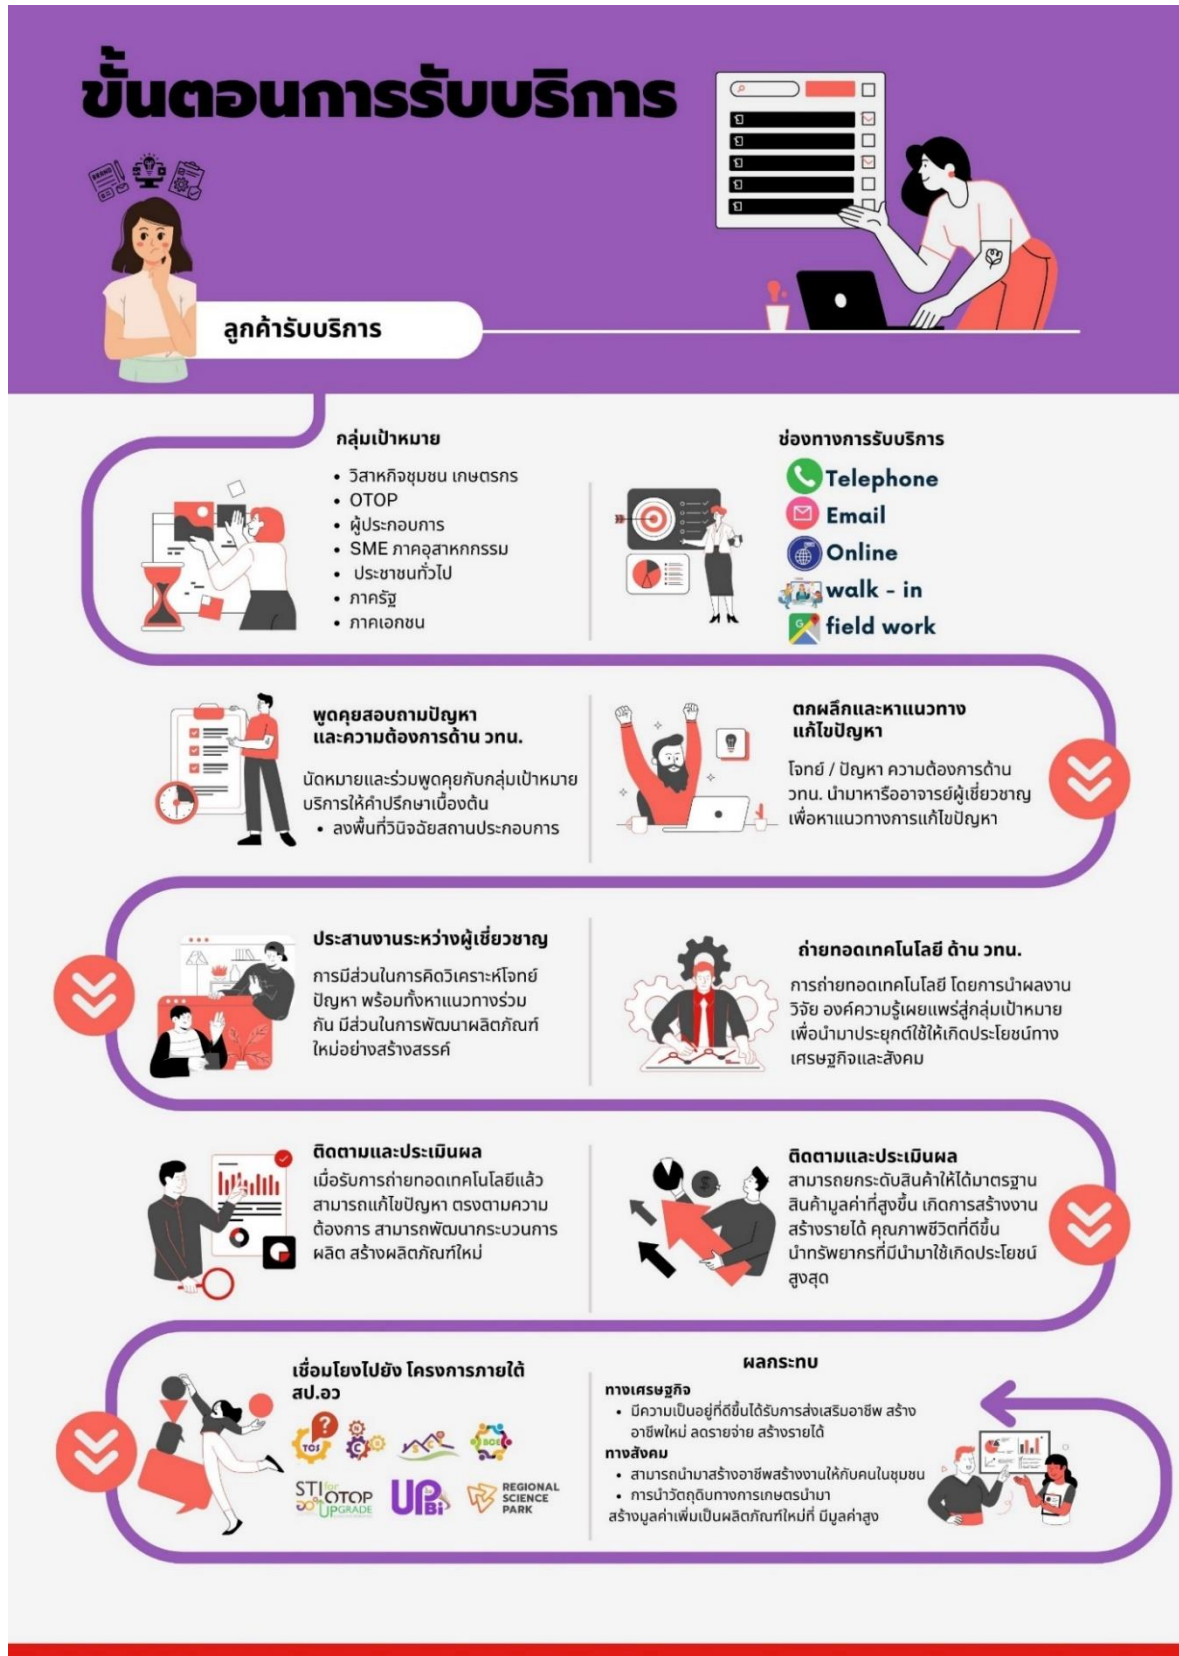 ขั้นตอนการรับบริการ
BRAND
ลูกค้ารับบริการ
กลุ่มเป้าหมาย
• วิสาหกิจชุมชน เกษตรกร
• OTOP
• ผู้ประกอบการ
• SME ภาคอุสาหกกรรม
• ประชาชนทั่วไป
• ภาครัฐ
• ภาคเอกชน
ช่องทางการรับบริการ
Telephone
Email
Online
walk - in
field work
พูดคุยสอบถามปัญหา
และความต้องการด้าน วทน.
นัดหมายและร่วมพูดคุยกับกลุ่มเป้าหมาย
บริการให้คำปรึกษาเบื้องต้น
• ลงพื้นที่วินิจฉัยสถานประกอบการ
ตกผลึกและหาแนวทาง
แก้ไขปัญหา
โจทย์ / ปัญหา ความต้องการด้าน
วทน. นำมาหารืออาจารย์ผู้เชี่ยวชาญ
เพื่อหาแนวทางการแก้ไขปัญหา
ประสานงานระหว่างผู้เชี่ยวชาญ
การมีส่วนในการคิดวิเคราะห์โจทย์
ปัญหา พร้อมทั้งหาแนวทางร่วม
กัน มีส่วนในการพัฒนาผลิตภัณฑ์
ใหม่อย่างสร้างสรรค์
ถ่ายทอดเทคโนโลยี ด้าน วทน.
การถ่ายทอดเทคโนโลยี โดยการนำผลงาน
วิจัย องค์ความรู้เผยแพร่สู่กลุ่มเป้าหมาย
เพื่อนำมาประยุกต์ใช้ให้เกิดประโยชน์ทาง
เศรษฐกิจและสังคม
ติดตามและประเมินผล
เมื่อรับการถ่ายทอดเทคโนโลยีแล้ว
สามารถแก้ไขปัญหา ตรงตามความ
ต้องการ สามารถพัฒนากระบวนการ
ผลิต สร้างผลิตภัณฑ์ใหม่
ติดตามและประเมินผล
สามารถยกระดับสินค้าให้ได้มาตรฐาน
สินค้ามูลค่าที่สูงขึ้น เกิดการสร้างงาน
สร้างรายได้ คุณภาพชีวิตที่ดีขึ้น
นำทรัพยากรที่มีนำมาใช้เกิดประโยชน์
สูงสุด
เชื่อมโยงไปยัง โครงการภายใต้
สป.อว
TCS
BCE
STI for
OTOP
UPGRADE
UPBi
REGIONAL
SCIENCE
PARK
ผลกระทบ
ทางเศรษฐกิจ
• มีความเป็นอยู่ที่ดีขึ้นได้รับการส่งเสริมอาชีพ สร้าง
อาชีพใหม่ ลดรายจ่าย สร้างรายได้
ทางสังคม
• สามารถนำมาสร้างอาชีพสร้างงานให้กับคนในชุมชน
• การนำวัตถุดิบทางการเกษตรนำมา
สร้างมูลค่าเพิ่มเป็นผลิตภัณฑ์ใหม่ที่ มีมูลค่าสูง